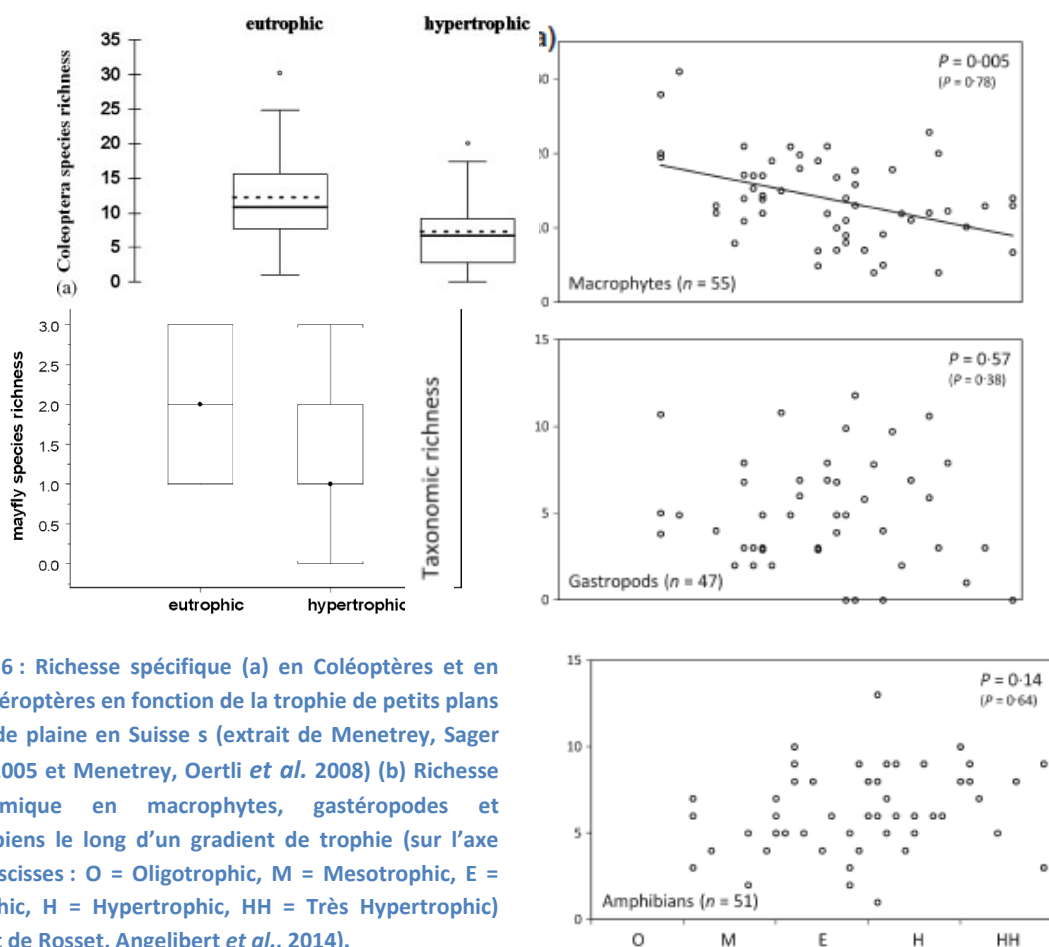 eutrophic
hypertrophic
Coleoptera species richness
35
30
25
20
15
10
5
0
(a)
mayfly species richness
3.0
2.5
2.0
1.5
1.0
0.5
0.0
eutrophic
hypertrophic
Taxonomic richness
a)
P = 0·005
(P = 0·78)
30
20
10
0
Macrophytes (n = 55)
15
10
5
0
P = 0·57
(P = 0·38)
Gastropods (n = 47)
15
10
5
0
P = 0·14
(P = 0·64)
Amphibians (n = 51)
O M E H HH
6 : Richesse spécifique (a) en Coléoptères et en
éroptères en fonction de la trophie de petits plans
de plaine en Suisse s (extrait de Menetrey, Sager
2005 et Menetrey, Oertli et al. 2008) (b) Richesse
mique en macrophytes, gastéropodes et
biens le long d'un gradient de trophie (sur l'axe
scisses : O = Oligotrophic, M = Mesotrophic, E =
hic, H = Hypertrophic, HH = Très Hypertrophic)
t de Rosset, Angelibert et al., 2014).